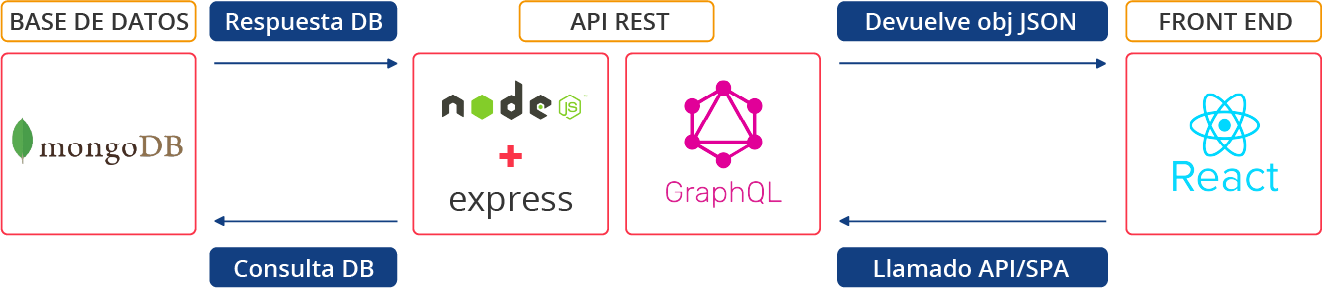 BASE DE DATOS
Respuesta DB
API REST
Devuelve obj JSON
FRONT END
mongoDB
node
JS
+
express
GraphQL
React
Consulta DB
Llamado API/SPA